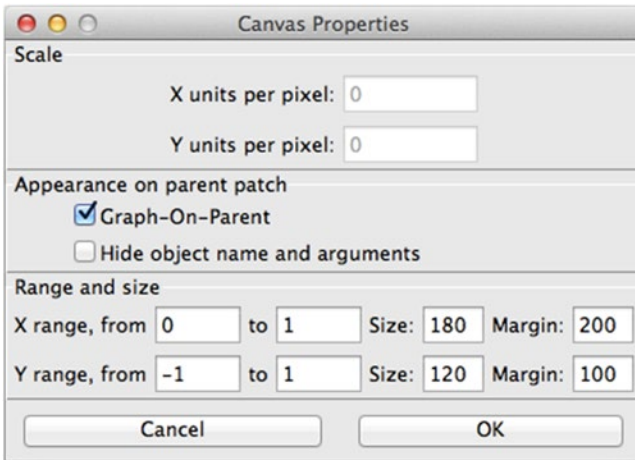 Canvas Properties
Scale
X units per pixel: 0
Y units per pixel: 0
Appearance on parent patch
Graph-On-Parent
Hide object name and arguments
Range and size
X range, from 0 to 1 Size: 180 Margin: 200
Y range, from -1 to 1 Size: 120 Margin: 100
Cancel OK